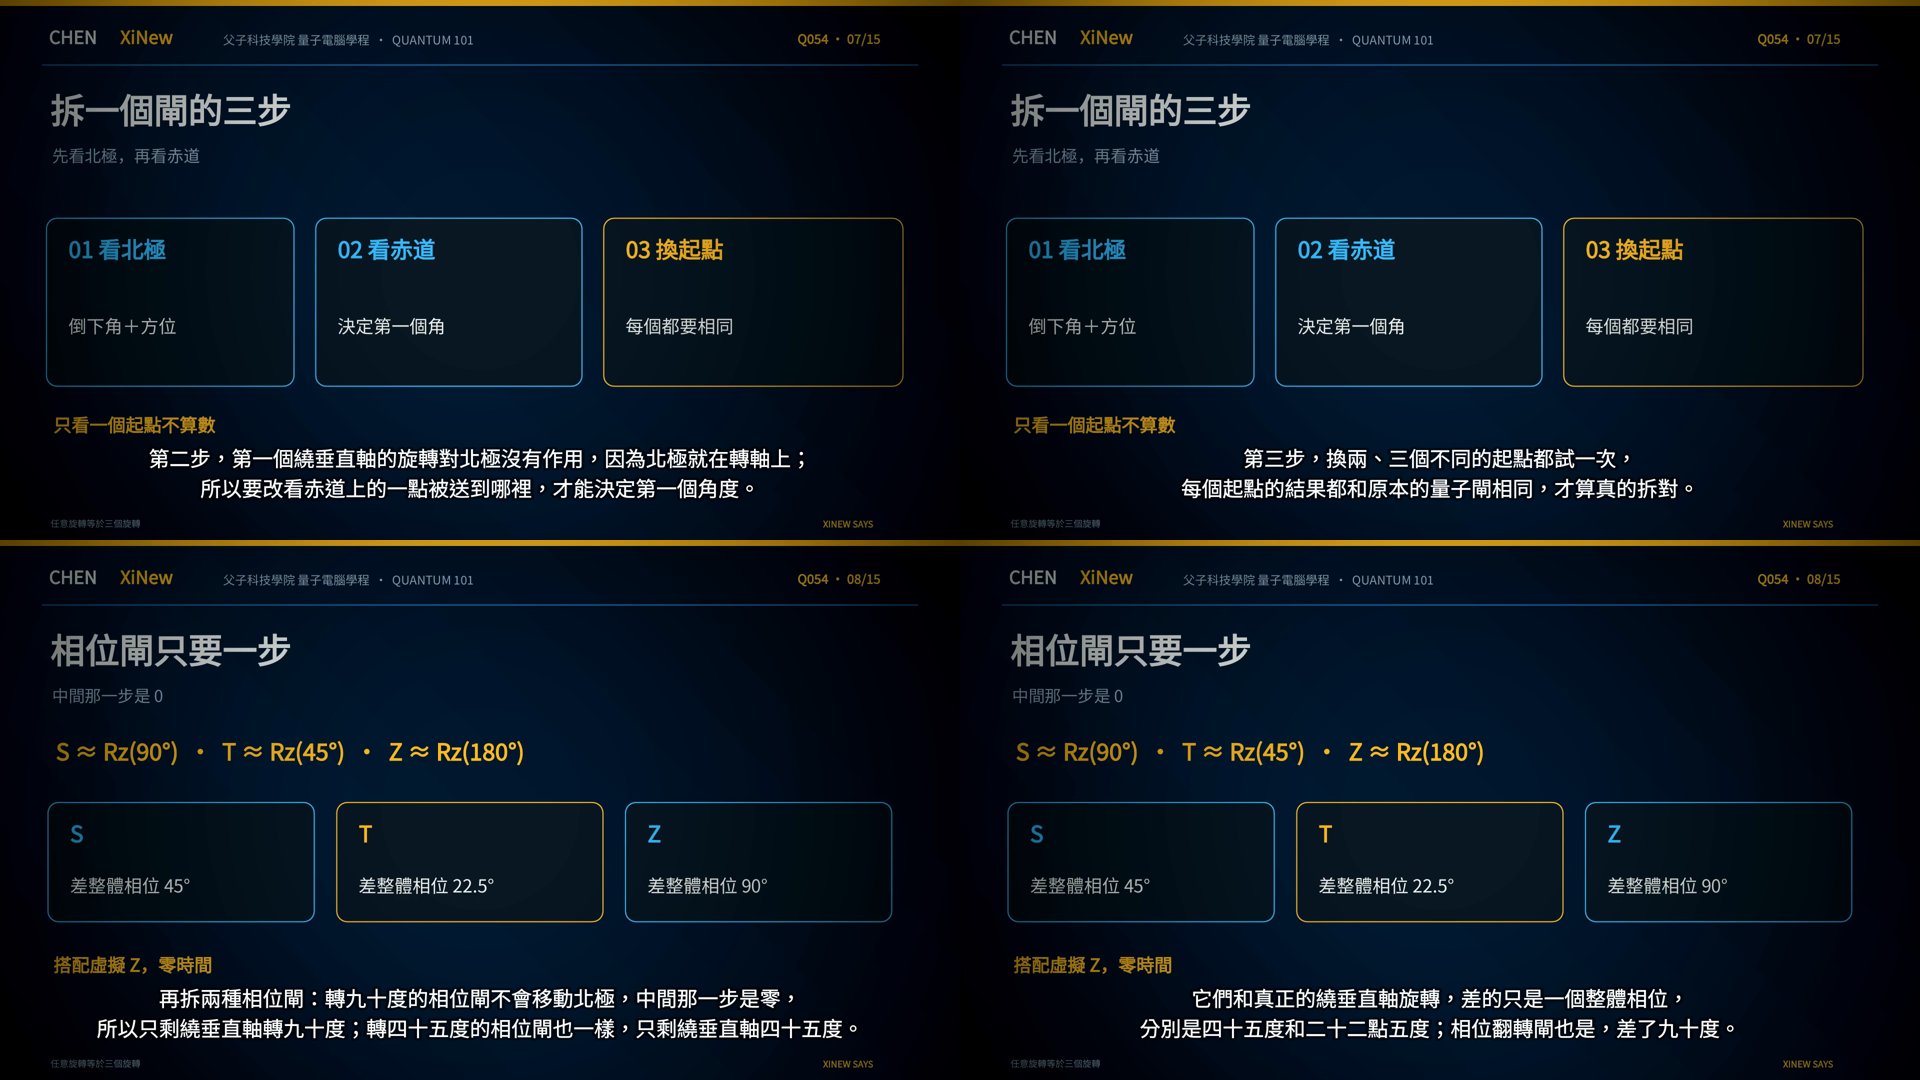 CHEN XiNew 父子科技學院 量子電腦學程 · QUANTUM 101 Q054 · 07/15
拆一個閘的三步
先看北極，再看赤道
01 看北極
倒下角＋方位
02 看赤道
決定第一個角
03 換起點
每個都要相同
只看一個起點不算數
第二步，第一個繞垂直軸的旋轉對北極沒有作用，因為北極就在轉軸上；
所以要改看赤道上的一點被送到哪裡，才能決定第一個角度。
任意旋轉等於三個旋轉 XINEW SAYS
CHEN XiNew 父子科技學院 量子電腦學程 · QUANTUM 101 Q054 · 07/15
拆一個閘的三步
先看北極，再看赤道
01 看北極
倒下角＋方位
02 看赤道
決定第一個角
03 換起點
每個都要相同
只看一個起點不算數
第三步，換兩、三個不同的起點都試一次，
每個起點的結果都和原本的量子閘相同，才算真的拆對。
任意旋轉等於三個旋轉 XINEW SAYS
CHEN XiNew 父子科技學院 量子電腦學程 · QUANTUM 101 Q054 · 08/15
相位閘只要一步
中間那一步是 0
S ≈ Rz(90°) · T ≈ Rz(45°) · Z ≈ Rz(180°)
S
差整體相位 45°
T
差整體相位 22.5°
Z
差整體相位 90°
搭配虛擬 Z，零時間
再拆兩種相位閘：轉九十度的相位閘不會移動北極，中間那一步是零，
所以只剩繞垂直軸轉九十度；轉四十五度的相位閘也一樣，只剩繞垂直軸四十五度。
任意旋轉等於三個旋轉 XINEW SAYS
CHEN XiNew 父子科技學院 量子電腦學程 · QUANTUM 101 Q054 · 08/15
相位閘只要一步
中間那一步是 0
S ≈ Rz(90°) · T ≈ Rz(45°) · Z ≈ Rz(180°)
S
差整體相位 45°
T
差整體相位 22.5°
Z
差整體相位 90°
搭配虛擬 Z，零時間
它們和真正的繞垂直軸旋轉，差的只是一個整體相位，
分別是四十五度和二十二點五度；相位翻轉閘也是，差了九十度。
任意旋轉等於三個旋轉 XINEW SAYS